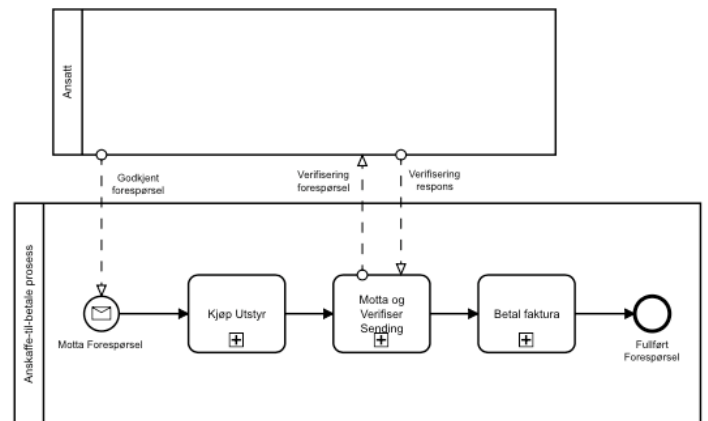 Ansatt
Godkjent
forespørsel
Verifisering
forespørsel
Verifisering
respons
Anskaffe-til-betale prosess
Motta Forespørsel
Kjøp Utstyr
Motta og
Verifiser
Sending
Betal faktura
Fullført
Forespørsel